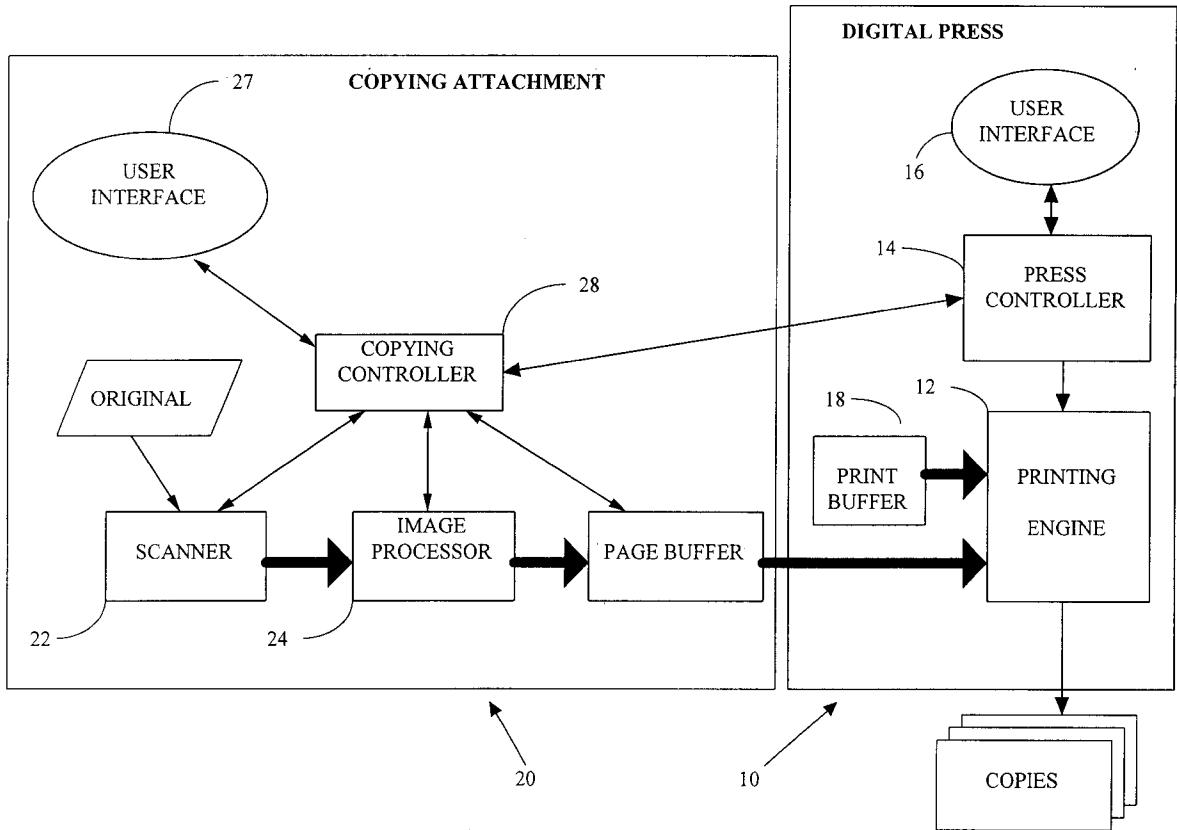 DIGITAL PRESS
COPYING ATTACHMENT
27
USER
INTERFACE
USER
INTERFACE
16
14
PRESS
CONTROLLER
28
COPYING
CONTROLLER
ORIGINAL
18
12
PRINT
BUFFER
PRINTING
ENGINE
SCANNER
IMAGE
PROCESSOR
PAGE BUFFER
22
24
20
10
COPIES